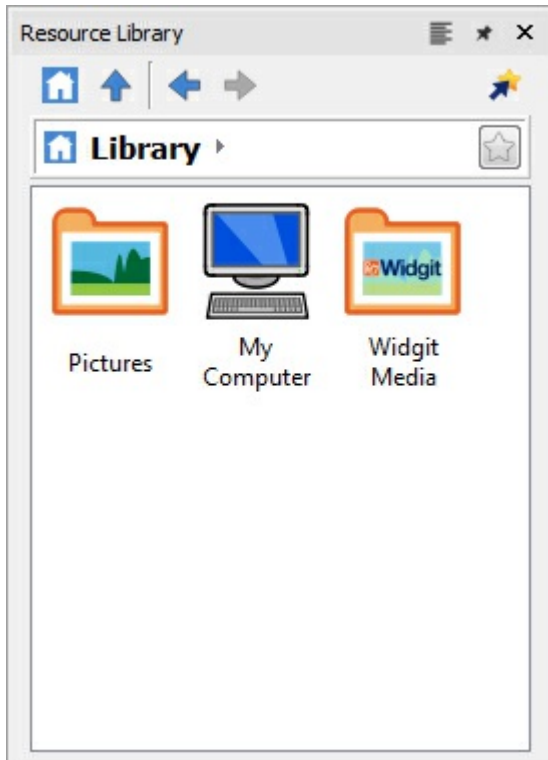 Resource Library
Library
Widgit
Pictures
My
Computer
Widgit
Media